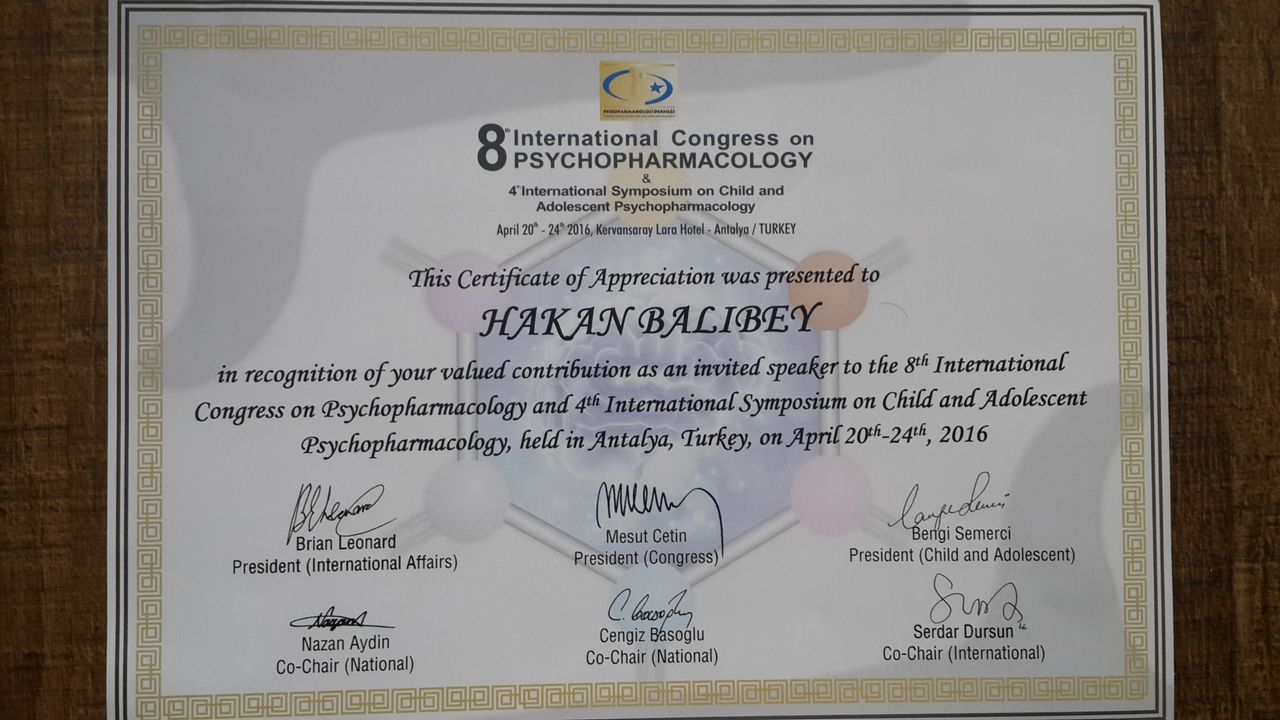 PSİKOFARMAKOLOJİ DERNEĞİ
8th International Congress on
PSYCHOPHARMACOLOGY
&
4th International Symposium on Child and
Adolescent Psychopharmacology
April 20th - 24th 2016, Kervansaray Lara Hotel - Antalya / TURKEY
This Certificate of Appreciation was presented to
HAKAN BALIBEY
in recognition of your valued contribution as an invited speaker to the 8th International
Congress on Psychopharmacology and 4th International Symposium on Child and Adolescent
Psychopharmacology, held in Antalya, Turkey, on April 20th-24th, 2016
Brian Leonard
President (International Affairs)
Mesut Cetin
President (Congress)
Bengi Semerci
President (Child and Adolescent)
Nazan Aydin
Co-Chair (National)
Cengiz Basoglu
Co-Chair (National)
Serdar Dursun
Co-Chair (International)